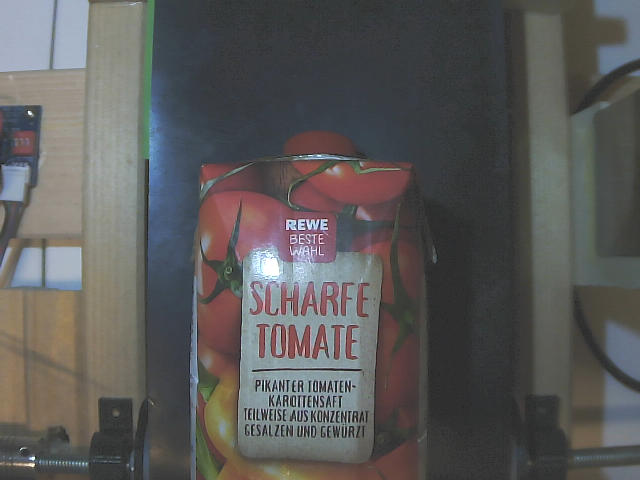 REWE
BESTE
WAHL
SCHARFE
TOMATE
PIKANTER TOMATEN-
KAROTTENSAFT
TEILWEISE AUS KONZENTRAT
GESALZEN UND GEWÜRZT